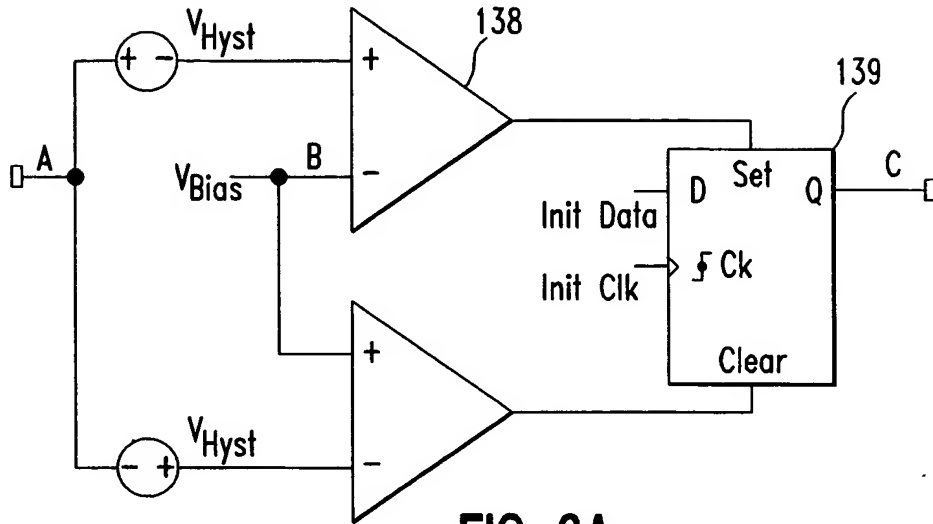 138
V Hyst
+ -
+
139
A
V Bias
B
-
Set
D
Q
C
Init Data
Init Clk
Ck
+
Clear
V Hyst
- +
-